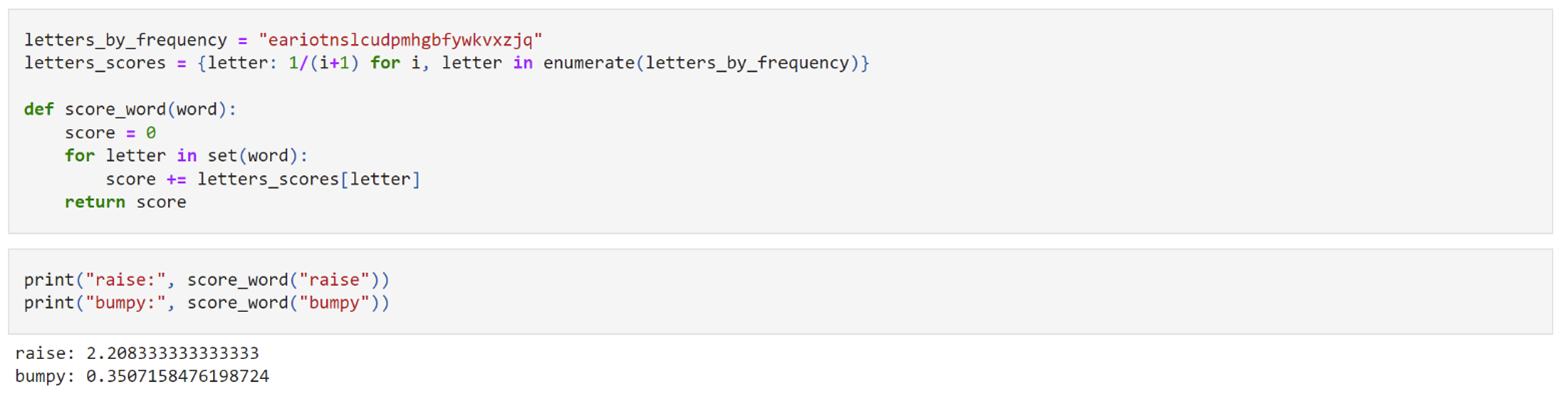 letters_by_frequency = "eariotnslcudpmhgbfywkvxzjq"
letters_scores = {letter: 1/(i+1) for i, letter in enumerate(letters_by_frequency)}
def score_word(word):
    score = 0
    for letter in set(word):
        score += letters_scores[letter]
    return score
print("raise:", score_word("raise"))
print("bumpy:", score_word("bumpy"))
raise: 2.208333333333333
bumpy: 0.3507158476198724